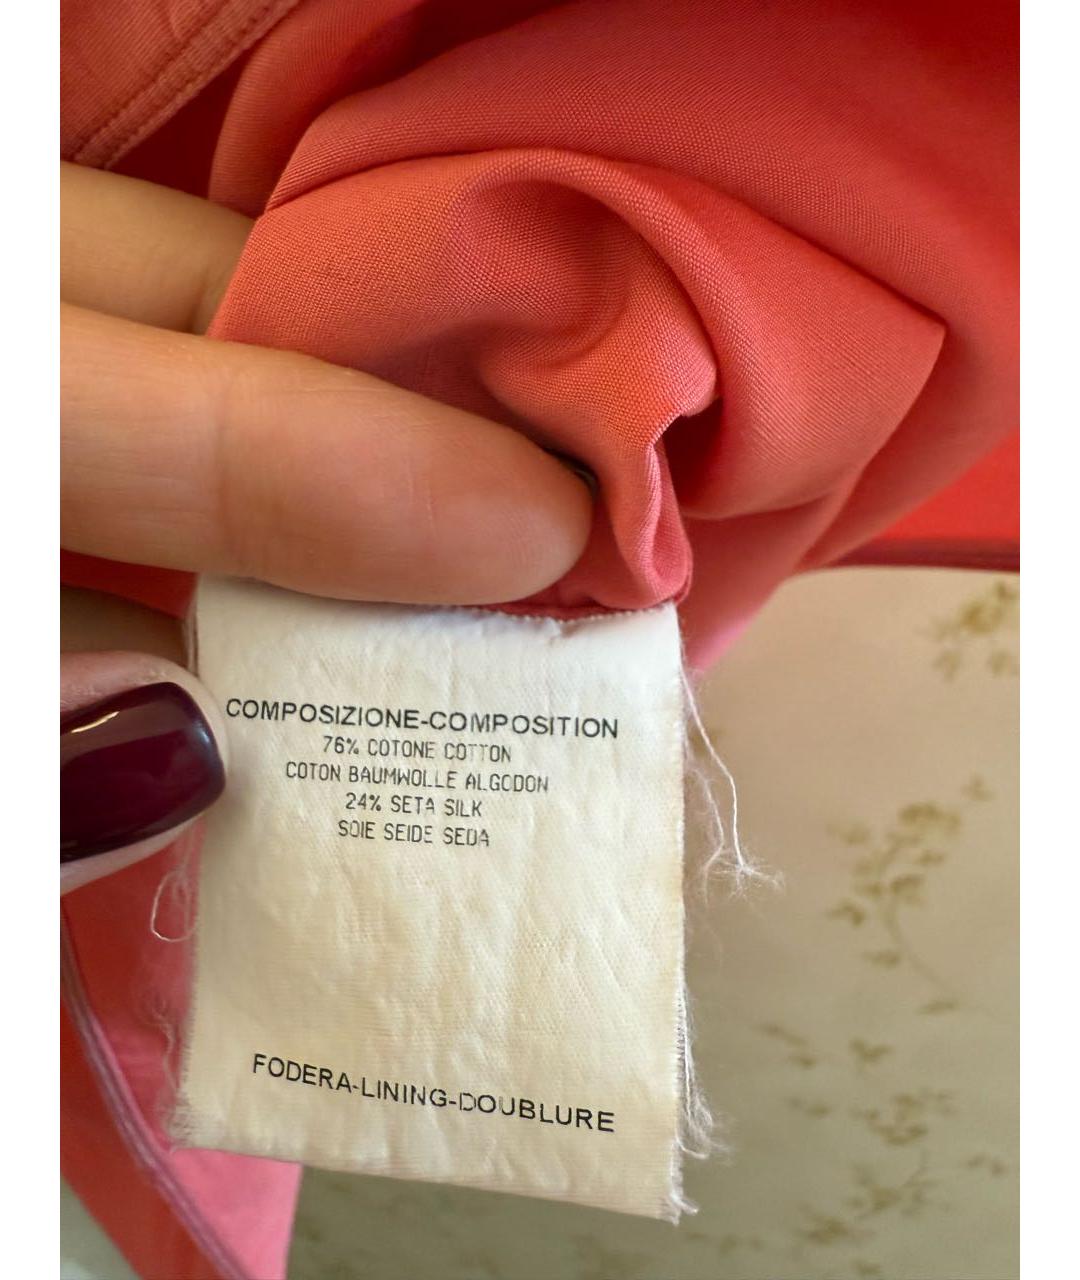 COMPOSIZIONE-COMPOSITION
76% COTONE COTTON
COTON BAUMWOLLE ALGODON
24% SETA SILK
SOIE SEIDE SEDA
FODERA-LINING-DOUBLURE